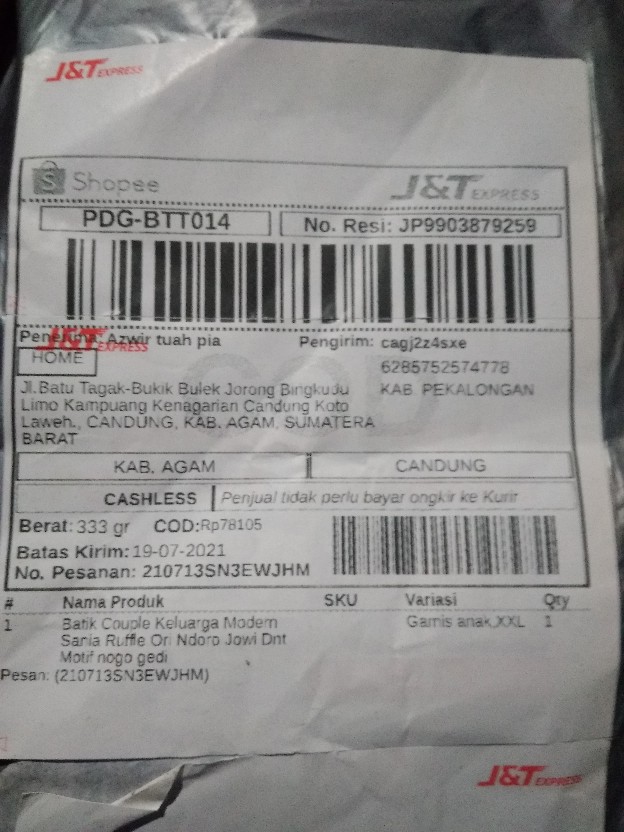 J&T EXPRESS
Shopee
J&T EXPRESS
PDG-BTT014
No. Resi: JP9903879259
Penerima: Azwir tuah pia
J&T EXPRESS
HOME
Jl.Batu Tagak-Bukik Bulek Jorong Bingkudu
Limo Kampuang Kenagarian Candung Koto
Laweh., CANDUNG, KAB. AGAM, SUMATERA
BARAT
Pengirim: cagj2z4sxe
6285752574778
KAB. PEKALONGAN
COD
KAB. AGAM
CANDUNG
CASHLESS
Penjual tidak perlu bayar ongkir ke Kurir
Berat: 333 gr COD:Rp78105
Batas Kirim: 19-07-2021
No. Pesanan: 210713SN3EWJHM
# Nama Produk SKU Variasi Qty
1 Batik Couple Keluarga Modern Gamis anak,XXL 1
Sania Ruffle Ori Ndoro Jowi Dnt
Motif nogo gedi
Pesan: (210713SN3EWJHM)
J&T EXPRESS